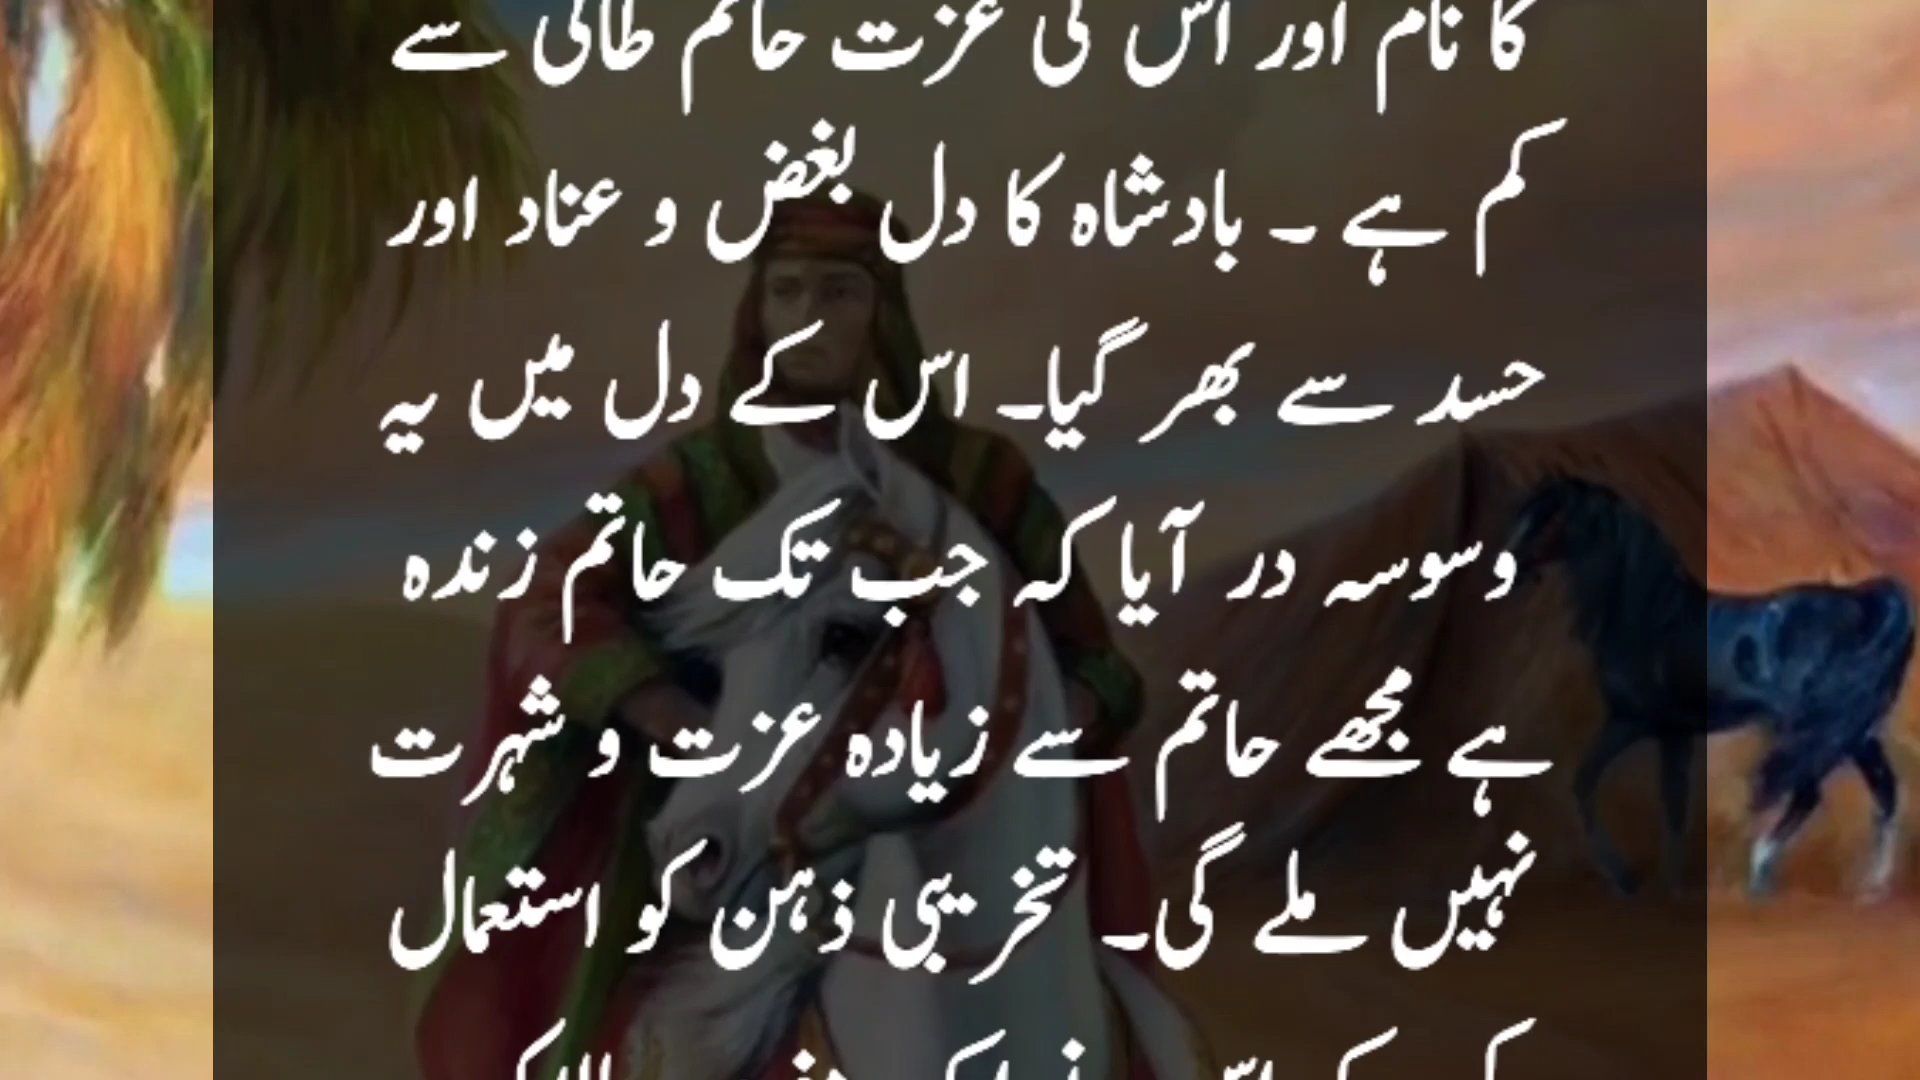 کا نام اور اس کی عزت حاتم طائی سے
کم ہے ۔ بادشاہ کا دل بغض و عناد اور
حسد سے بھر گیا۔ اس کے دل میں یہ
وسوسہ در آیا کہ جب تک حاتم زندہ
ہے مجھے حاتم سے زیادہ عزت و شہرت
نہیں ملے گی۔ تخریبی ذہن کو استعمال